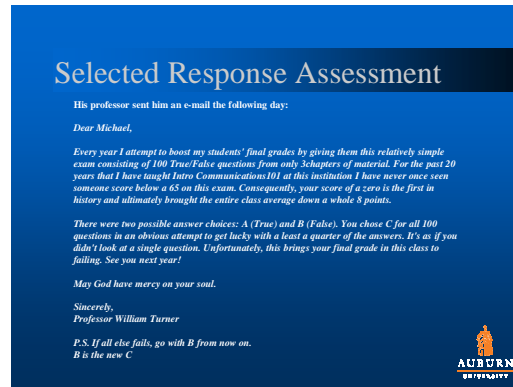 Selected Response Assessment
His professor sent him an e-mail the following day:
Dear Michael,
Every year I attempt to boost my students' final grades by giving them this relatively simple
exam consisting of 100 True/False questions from only 3chapters of material. For the past 20
years that I have taught Intro Communications101 at this institution I have never once seen
someone score below a 65 on this exam. Consequently, your score of a zero is the first in
history and ultimately brought the entire class average down a whole 8 points.
There were two possible answer choices: A (True) and B (False). You chose C for all 100
questions in an obvious attempt to get lucky with a least a quarter of the answers. It's as if you
didn't look at a single question. Unfortunately, this brings your final grade in this class to
failing. See you next year!
May God have mercy on your soul.
Sincerely,
Professor William Turner
P.S. If all else fails, go with B from now on.
B is the new C
AUBURN
UNIVERSITY